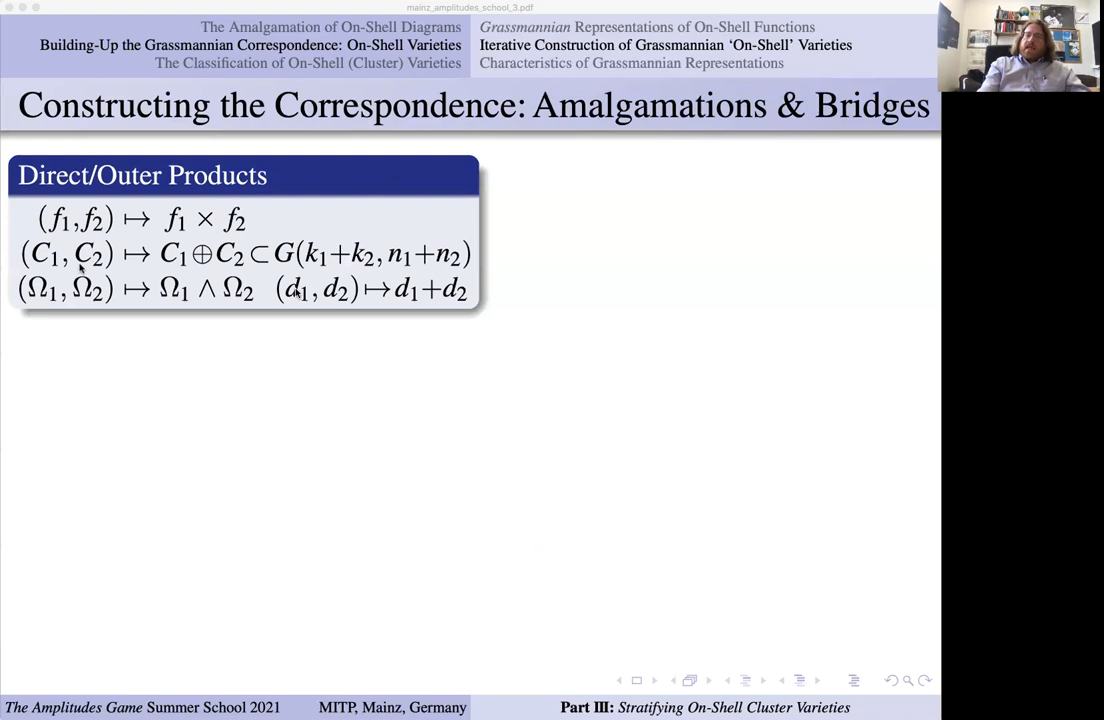 mainz_amplitudes_school_3.pdf
The Amalgamation of On-Shell Diagrams
Building-Up the Grassmannian Correspondence: On-Shell Varieties
The Classification of On-Shell (Cluster) Varieties
Grassmannian Representations of On-Shell Functions
Iterative Construction of Grassmannian ‘On-Shell’ Varieties
Characteristics of Grassmannian Representations
Constructing the Correspondence: Amalgamations & Bridges
Direct/Outer Products
(f₁,f₂) ↦ f₁ × f₂
(C₁, C₂) ↦ C₁⊕C₂ ⊂ G(k₁+k₂, n₁+n₂)
(Ω₁, Ω₂) ↦ Ω₁ ∧ Ω₂ (d₁, d₂) ↦ d₁+d₂
The Amplitudes Game Summer School 2021 MITP, Mainz, Germany Part III: Stratifying On-Shell Cluster Varieties